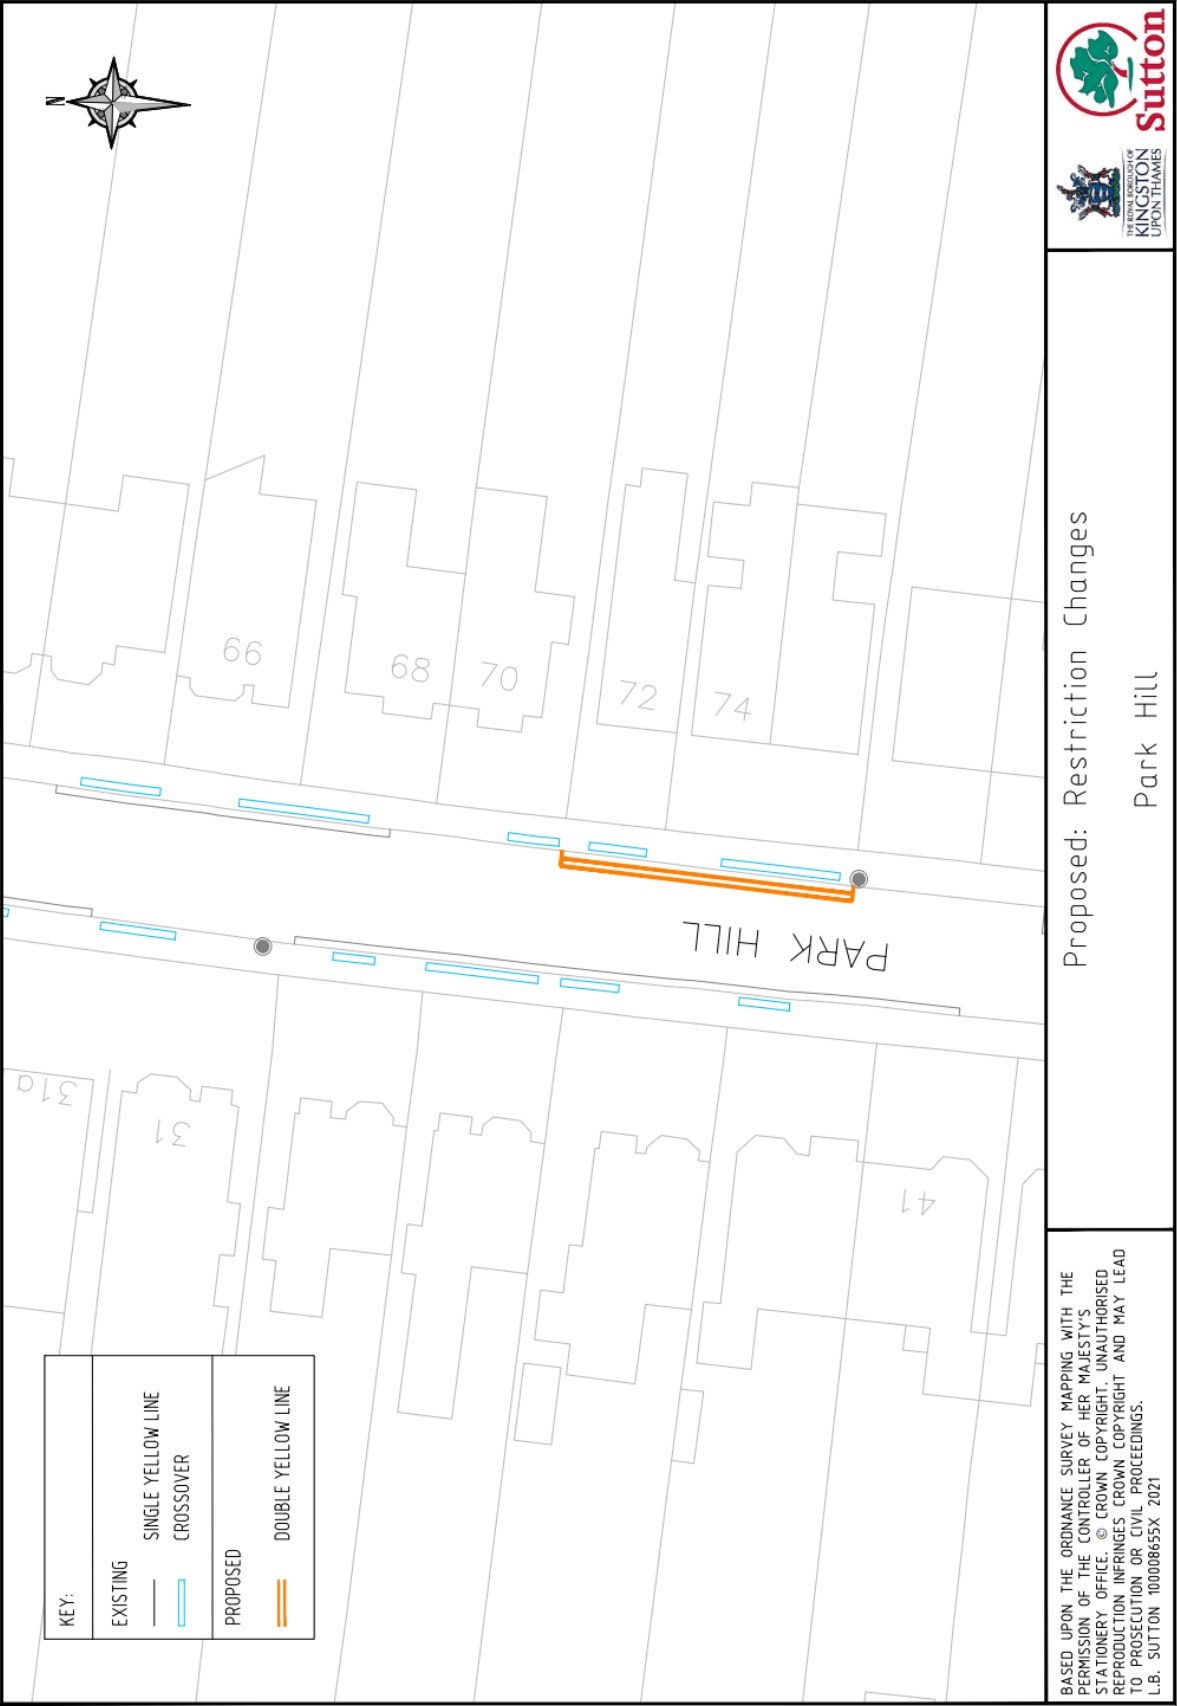 KEY:
EXISTING
SINGLE YELLOW LINE
CROSSOVER
PROPOSED
DOUBLE YELLOW LINE
N
66
68
70
72
74
PARK HILL
31a
31
41
BASED UPON THE ORDNANCE SURVEY MAPPING WITH THE
PERMISSION OF THE CONTROLLER OF HER MAJESTY'S
STATIONERY OFFICE. © CROWN COPYRIGHT. UNAUTHORISED
REPRODUCTION INFRINGES CROWN COPYRIGHT AND MAY LEAD
TO PROSECUTION OR CIVIL PROCEEDINGS.
L.B. SUTTON 100008655X 2021
Proposed: Restriction Changes
Park Hill
THE ROYAL BOROUGH OF
KINGSTON
UPON THAMES
Sutton